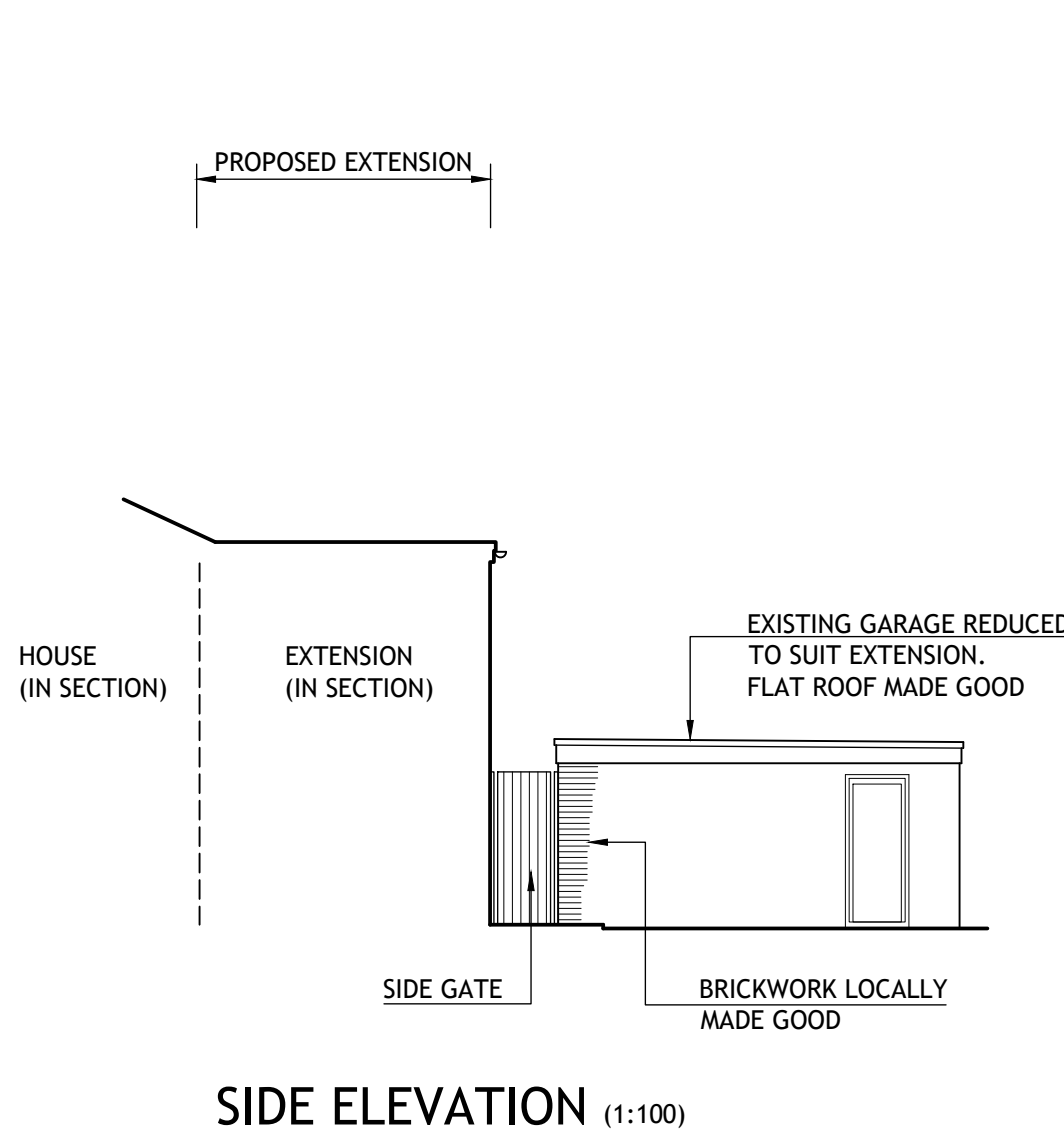 PROPOSED EXTENSION
HOUSE
(IN SECTION)
EXTENSION
(IN SECTION)
EXISTING GARAGE REDUCED
TO SUIT EXTENSION.
FLAT ROOF MADE GOOD
SIDE GATE
BRICKWORK LOCALLY
MADE GOOD
SIDE ELEVATION (1:100)